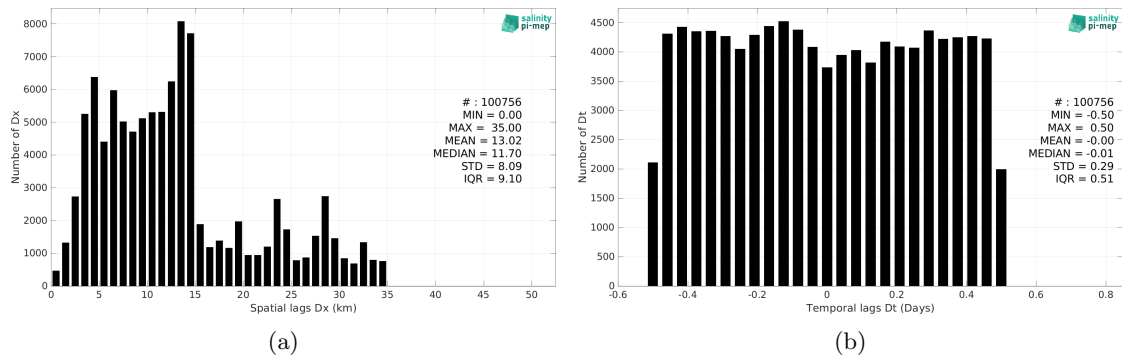 8000
7000
6000
5000
4000
3000
2000
1000
0
Number of Dx
salinity
pi-mep
# : 100756
MIN = 0.00
MAX = 35.00
MEAN = 13.02
MEDIAN = 11.70
STD = 8.09
IQR = 9.10
0 5 10 15 20 25 30 35 40 45 50
Spatial lags Dx (km)
(a)
4500
4000
3500
3000
2500
2000
1500
1000
500
0
Number of Dt
salinity
pi-mep
# : 100756
MIN = -0.50
MAX = 0.50
MEAN = -0.00
MEDIAN = -0.01
STD = 0.29
IQR = 0.51
-0.6 -0.4 -0.2 0 0.2 0.4 0.6 0.8
Temporal lags Dt (Days)
(b)